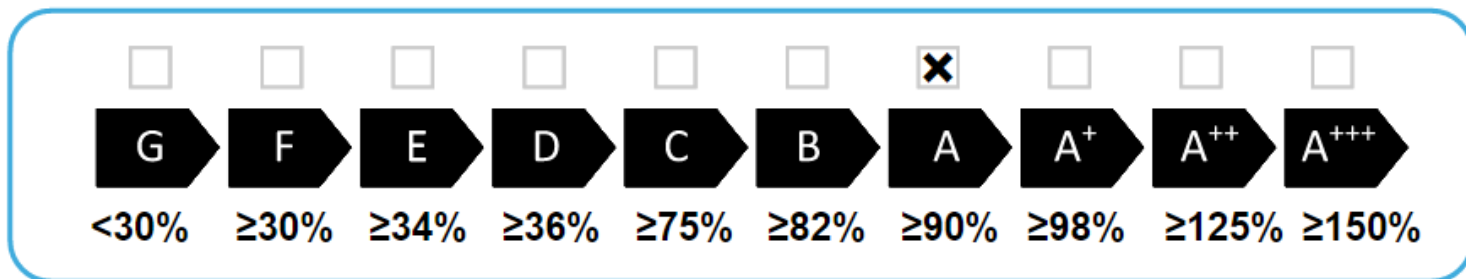 G F E D C B A A⁺ A⁺⁺ A⁺⁺⁺
<30% ≥30% ≥34% ≥36% ≥75% ≥82% ≥90% ≥98% ≥125% ≥150%